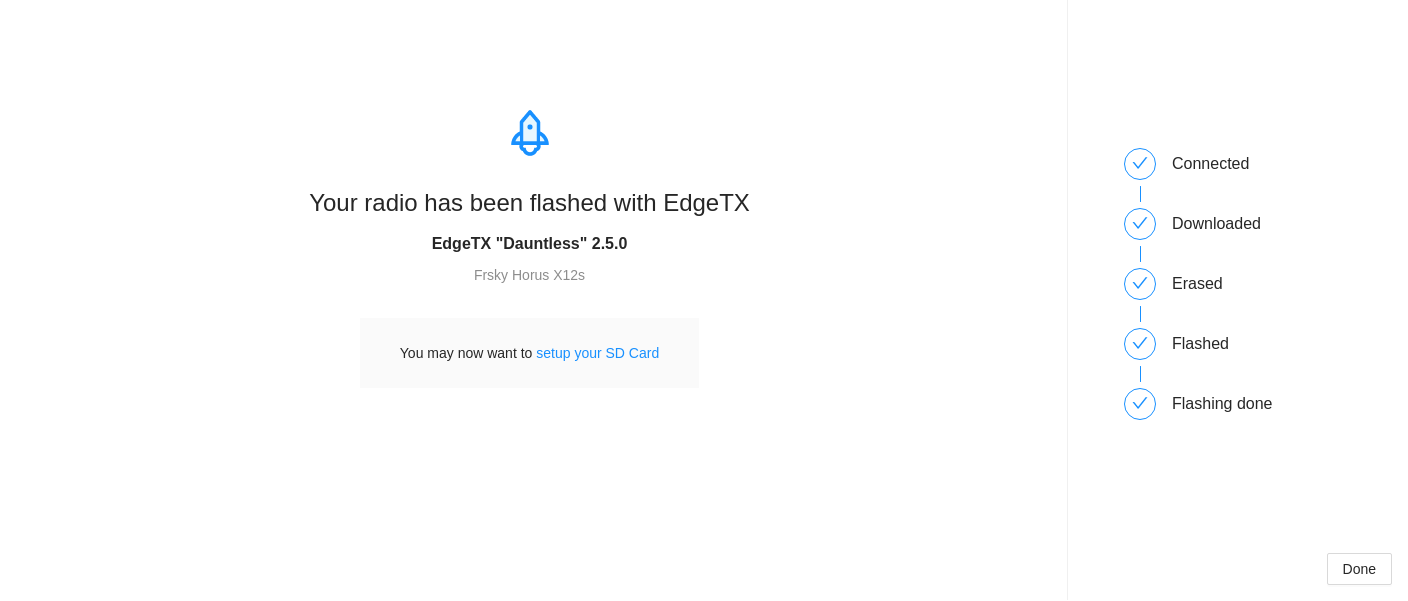 Your radio has been flashed with EdgeTX
EdgeTX "Dauntless" 2.5.0
Frsky Horus X12s
You may now want to setup your SD Card
Connected
Downloaded
Erased
Flashed
Flashing done
Done